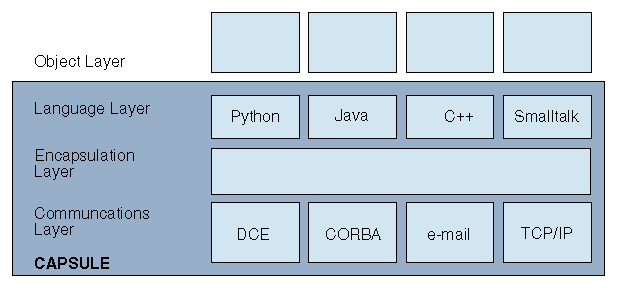 Object Layer
Language Layer
Python
Java
C++
Smalltalk
Encapsulation
Layer
Communcations
Layer
DCE
CORBA
e-mail
TCP/IP
CAPSULE